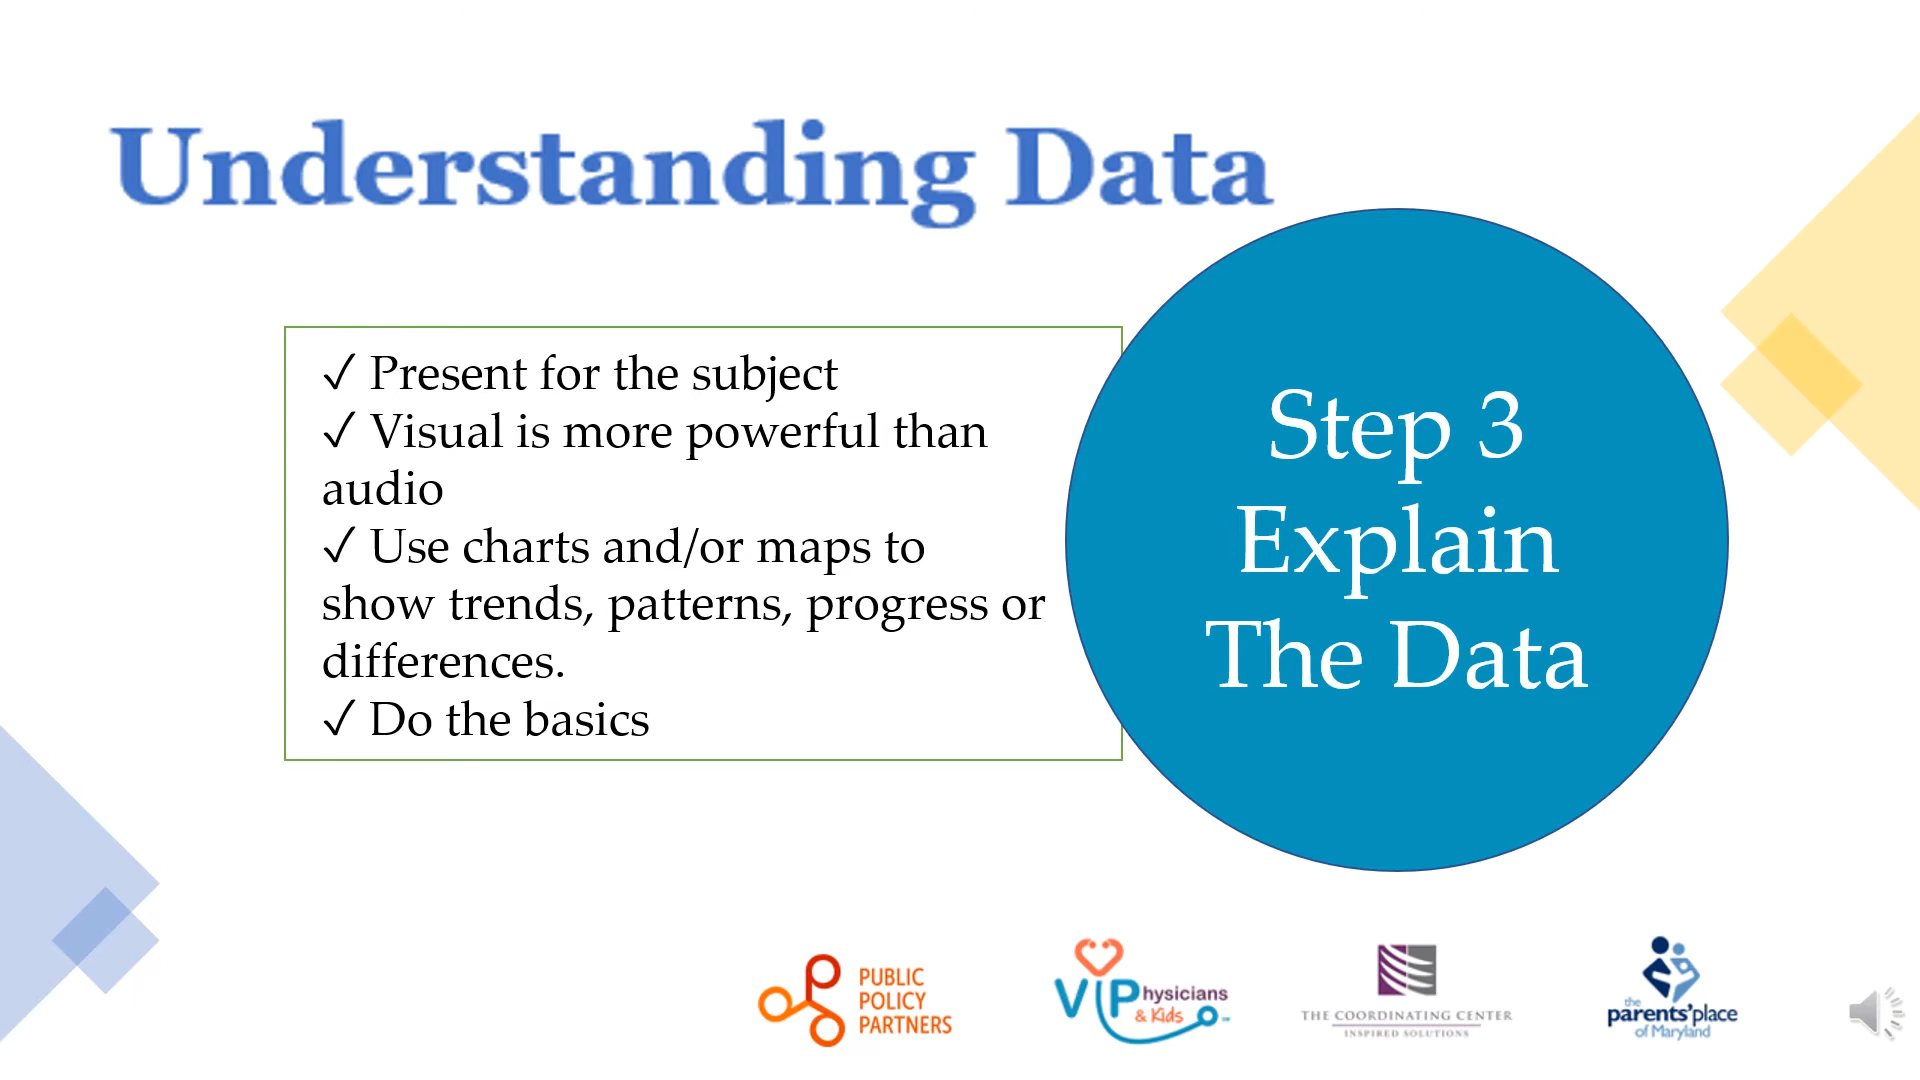 Understanding Data
✓ Present for the subject
✓ Visual is more powerful than
audio
✓ Use charts and/or maps to
show trends, patterns, progress or
differences.
✓ Do the basics
Step 3
Explain
The Data
PUBLIC
POLICY
PARTNERS
VIPhysicians
& Kids
THE COORDINATING CENTER
INSPIRED SOLUTIONS
the
parents'place
of Maryland